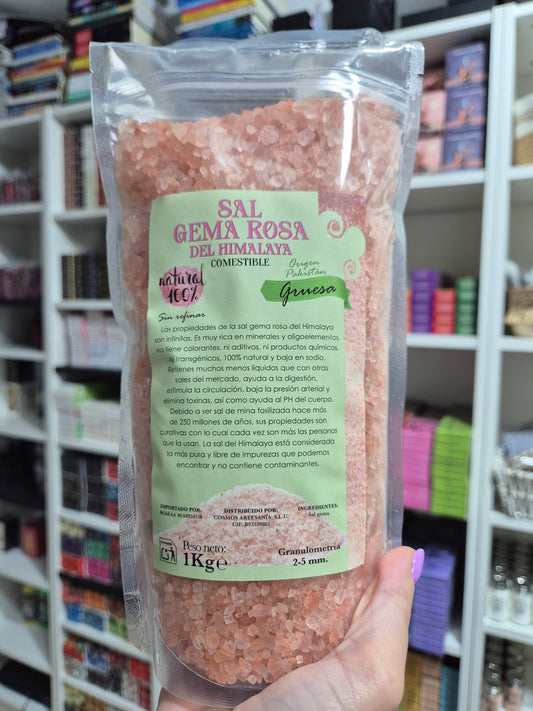 SAL
GEMA ROSA
DEL HIMALAYA
COMESTIBLE
natural
100%
Origen
Pakistán
Gruesa
Sin refinar
Las propiedades de la sal gema rosa del Himalaya
son infinitas. Es muy rica en minerales y oligoelementos,
no tiene colorantes, ni aditivos, ni productos químicos,
ni transgénicos, 100% natural y baja en sodio.
Retienes muchos menos liquidos que con otras
sales del mercado, ayuda a la digestión,
estimula la circulación, baja la presión arterial y
elimina toxinas, así como ayuda al PH del cuerpo.
Debido a ser sal de mina fosilizada hace más
de 250 millones de años, sus propiedades son
curativas con lo cual cada vez son más las personas
que la usan. La sal del Himalaya está considerada
la más pura y libre de impurezas que podemos
encontrar y no contiene contaminantes.
IMPORTADO POR:
DISTRIBUIDO POR:
COSMOS ARTESANÍA, S.L.U
INGREDIENTES:
Sal gema
Peso neto:
1Kg e
Granulometría
2-5 mm.